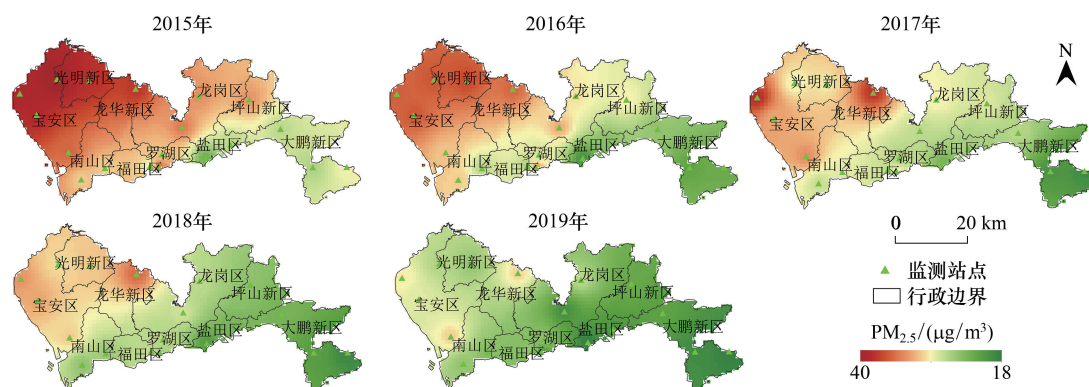 2015年
光明新区
宝安区
龙华新区
龙岗区
坪山新区
南山区
福田区
罗湖区
盐田区
大鹏新区
2016年
光明新区
宝安区
龙华新区
龙岗区
坪山新区
南山区
福田区
罗湖区
盐田区
大鹏新区
2017年
光明新区
宝安区
龙华新区
龙岗区
坪山新区
南山区
福田区
罗湖区
盐田区
大鹏新区
N
2018年
光明新区
宝安区
龙华新区
龙岗区
坪山新区
南山区
福田区
罗湖区
盐田区
大鹏新区
2019年
光明新区
宝安区
龙华新区
龙岗区
坪山新区
南山区
福田区
罗湖区
盐田区
大鹏新区
0 20 km
监测站点
行政边界
PM₂.₅/(μg/m³)
40 18